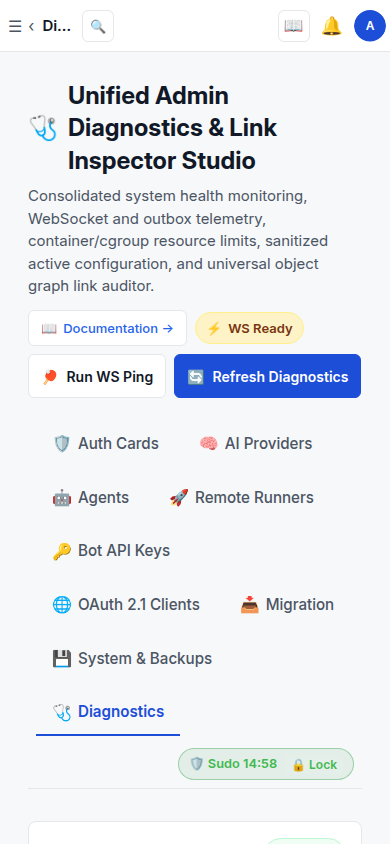 ☰ ‹ Di... 🔍 📖 🔔 A
🩺 Unified Admin
Diagnostics & Link
Inspector Studio
Consolidated system health monitoring,
WebSocket and outbox telemetry,
container/cgroup resource limits, sanitized
active configuration, and universal object
graph link auditor.
📖 Documentation → ⚡ WS Ready
🏓 Run WS Ping 🔄 Refresh Diagnostics
🛡️ Auth Cards 🧠 AI Providers
🤖 Agents 🚀 Remote Runners
🔑 Bot API Keys
🌐 OAuth 2.1 Clients 📥 Migration
💾 System & Backups
🩺 Diagnostics
🛡️ Sudo 14:58 🔒 Lock